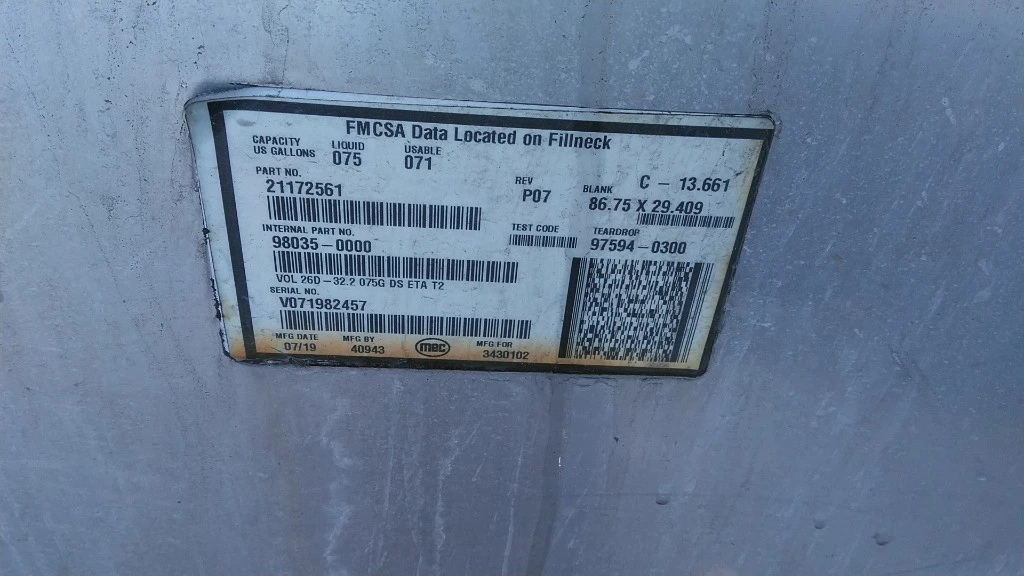 FMCSA Data Located on Fillneck
CAPACITY US GALLONS LIQUID 075 USABLE 071
PART NO.
21172561
REV
P07
BLANK C - 13.661
86.75 X 29.409
INTERNAL PART NO.
98035-0000
TEST CODE
TEARDROP
97594-0300
VOL 26D-32.2 075G DS ETA T2
SERIAL NO.
V071982457
MFG DATE
07/19
MFG BY
40943
mec
MFG FOR
3430102